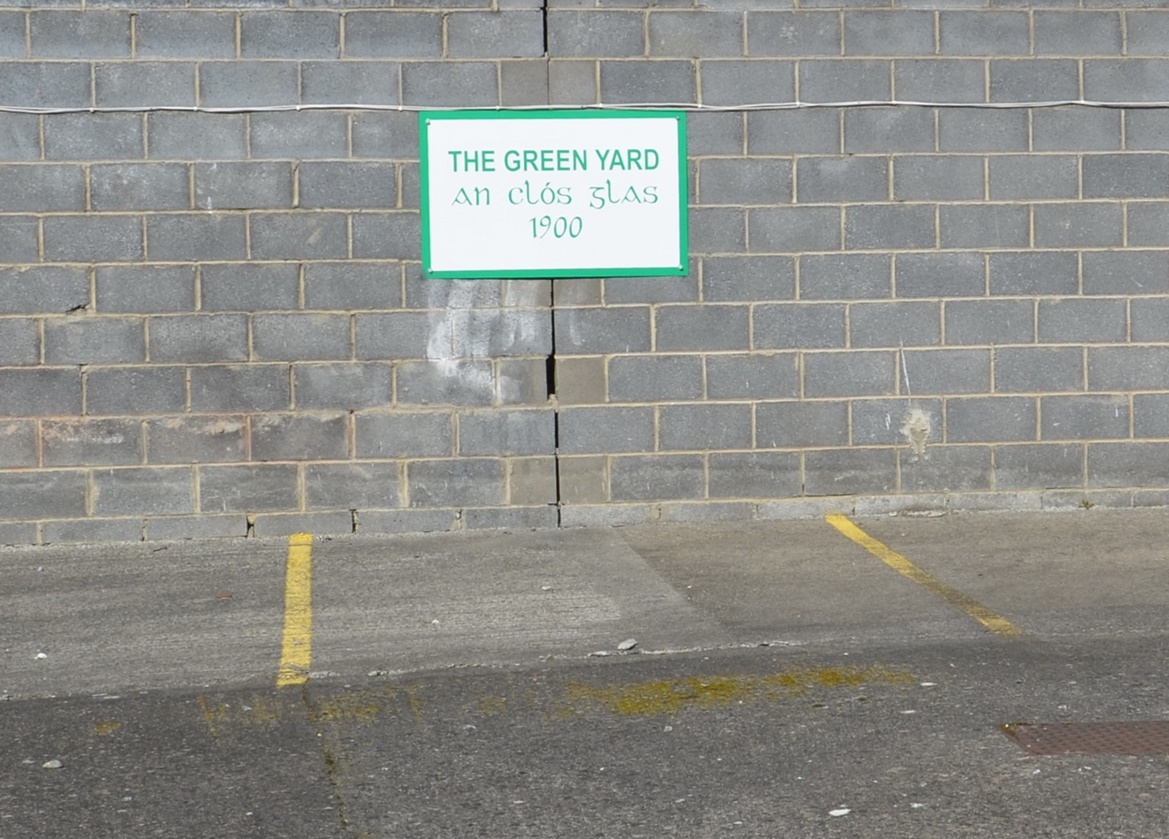 THE GREEN YARD
an clós glas
1900